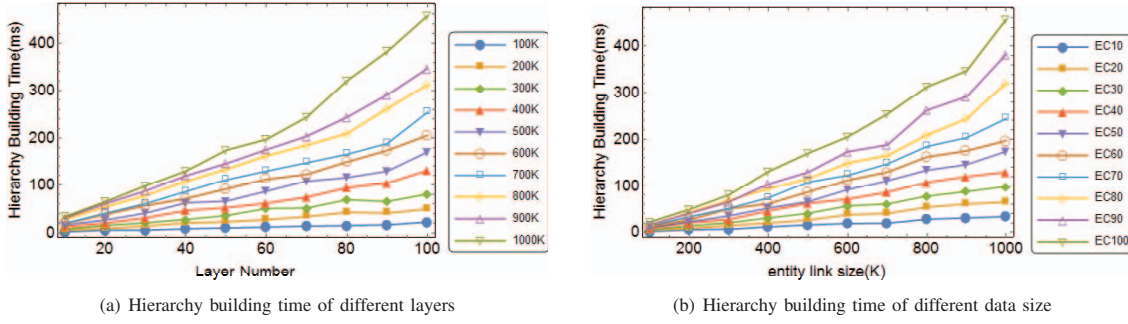 Hierarchy Building Time(ms)
400
300
200
100
0
20
40
60
80
100
Layer Number
100K
200K
300K
400K
500K
600K
700K
800K
900K
1000K
(a) Hierarchy building time of different layers
Hierarchy Building Time(ms)
400
300
200
100
0
200
400
600
800
1000
entity link size(K)
EC10
EC20
EC30
EC40
EC50
EC60
EC70
EC80
EC90
EC100
(b) Hierarchy building time of different data size